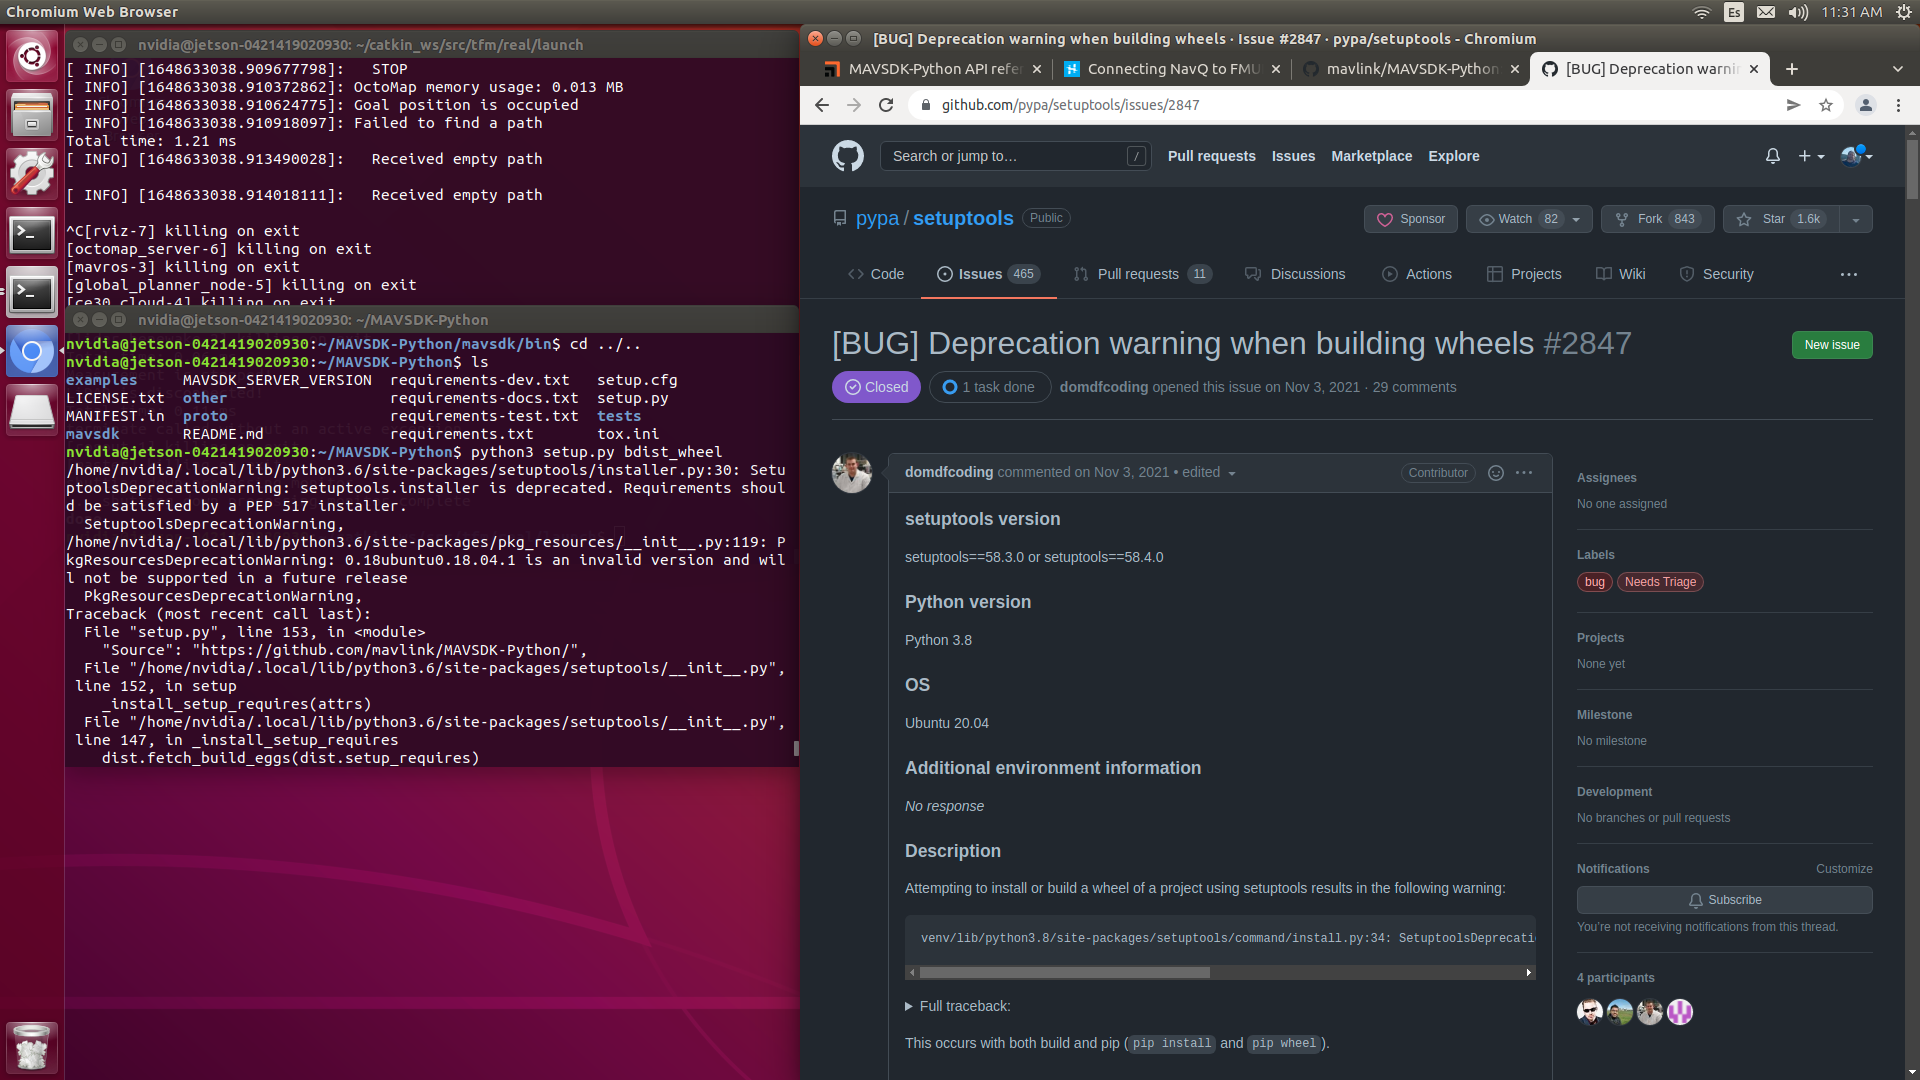 Chromium Web Browser
Es
11:31 AM
nvidia@jetson-0421419020930: ~/catkin_ws/src/tfm/real/launch
[ INFO] [1648633038.909677798]:   STOP
[ INFO] [1648633038.910372862]: OctoMap memory usage: 0.013 MB
[ INFO] [1648633038.910624775]: Goal position is occupied
[ INFO] [1648633038.910918097]: Failed to find a path
Total time: 1.21 ms
[ INFO] [1648633038.913490028]:   Received empty path
[ INFO] [1648633038.914018111]:   Received empty path
^C[rviz-7] killing on exit
[octomap_server-6] killing on exit
[mavros-3] killing on exit
[global_planner_node-5] killing on exit
[ce30_cloud-4] killing on exit
nvidia@jetson-0421419020930: ~/MAVSDK-Python
nvidia@jetson-0421419020930:~/MAVSDK-Python/mavsdk/bin$ cd ../..
nvidia@jetson-0421419020930:~/MAVSDK-Python$ ls
examples     MAVSDK_SERVER_VERSION  requirements-dev.txt   setup.cfg
LICENSE.txt  other                  requirements-docs.txt  setup.py
MANIFEST.in  proto                  requirements-test.txt  tests
mavsdk       README.md              requirements.txt       tox.ini
nvidia@jetson-0421419020930:~/MAVSDK-Python$ python3 setup.py bdist_wheel
/home/nvidia/.local/lib/python3.6/site-packages/setuptools/installer.py:30: Setu
ptoolsDeprecationWarning: setuptools.installer is deprecated. Requirements shoul
d be satisfied by a PEP 517 installer.
  SetuptoolsDeprecationWarning,
/home/nvidia/.local/lib/python3.6/site-packages/pkg_resources/__init__.py:119: P
kgResourcesDeprecationWarning: 0.18ubuntu0.18.04.1 is an invalid version and wil
l not be supported in a future release
  PkgResourcesDeprecationWarning,
Traceback (most recent call last):
  File "setup.py", line 153, in <module>
    "Source": "https://github.com/mavlink/MAVSDK-Python/",
  File "/home/nvidia/.local/lib/python3.6/site-packages/setuptools/__init__.py",
 line 152, in setup
    _install_setup_requires(attrs)
  File "/home/nvidia/.local/lib/python3.6/site-packages/setuptools/__init__.py",
 line 147, in _install_setup_requires
    dist.fetch_build_eggs(dist.setup_requires)
[BUG] Deprecation warning when building wheels · Issue #2847 · pypa/setuptools - Chromium
MAVSDK-Python API refe
Connecting NavQ to FMU
mavlink/MAVSDK-Python
[BUG] Deprecation warnin
github.com/pypa/setuptools/issues/2847
Search or jump to…
/
Pull requests
Issues
Marketplace
Explore
pypa / setuptools
Public
Sponsor
Watch 82
Fork 843
Star 1.6k
Code
Issues 465
Pull requests 11
Discussions
Actions
Projects
Wiki
Security
[BUG] Deprecation warning when building wheels #2847
New issue
Closed
1 task done
domdfcoding opened this issue on Nov 3, 2021 · 29 comments
domdfcoding commented on Nov 3, 2021 • edited
Contributor
setuptools version
setuptools==58.3.0 or setuptools==58.4.0
Python version
Python 3.8
OS
Ubuntu 20.04
Additional environment information
No response
Description
Attempting to install or build a wheel of a project using setuptools results in the following warning:
venv/lib/python3.8/site-packages/setuptools/command/install.py:34: SetuptoolsDeprecati
Full traceback:
This occurs with both build and pip (pip install and pip wheel).
Assignees
No one assigned
Labels
bug
Needs Triage
Projects
None yet
Milestone
No milestone
Development
No branches or pull requests
Notifications
Customize
Subscribe
You're not receiving notifications from this thread.
4 participants